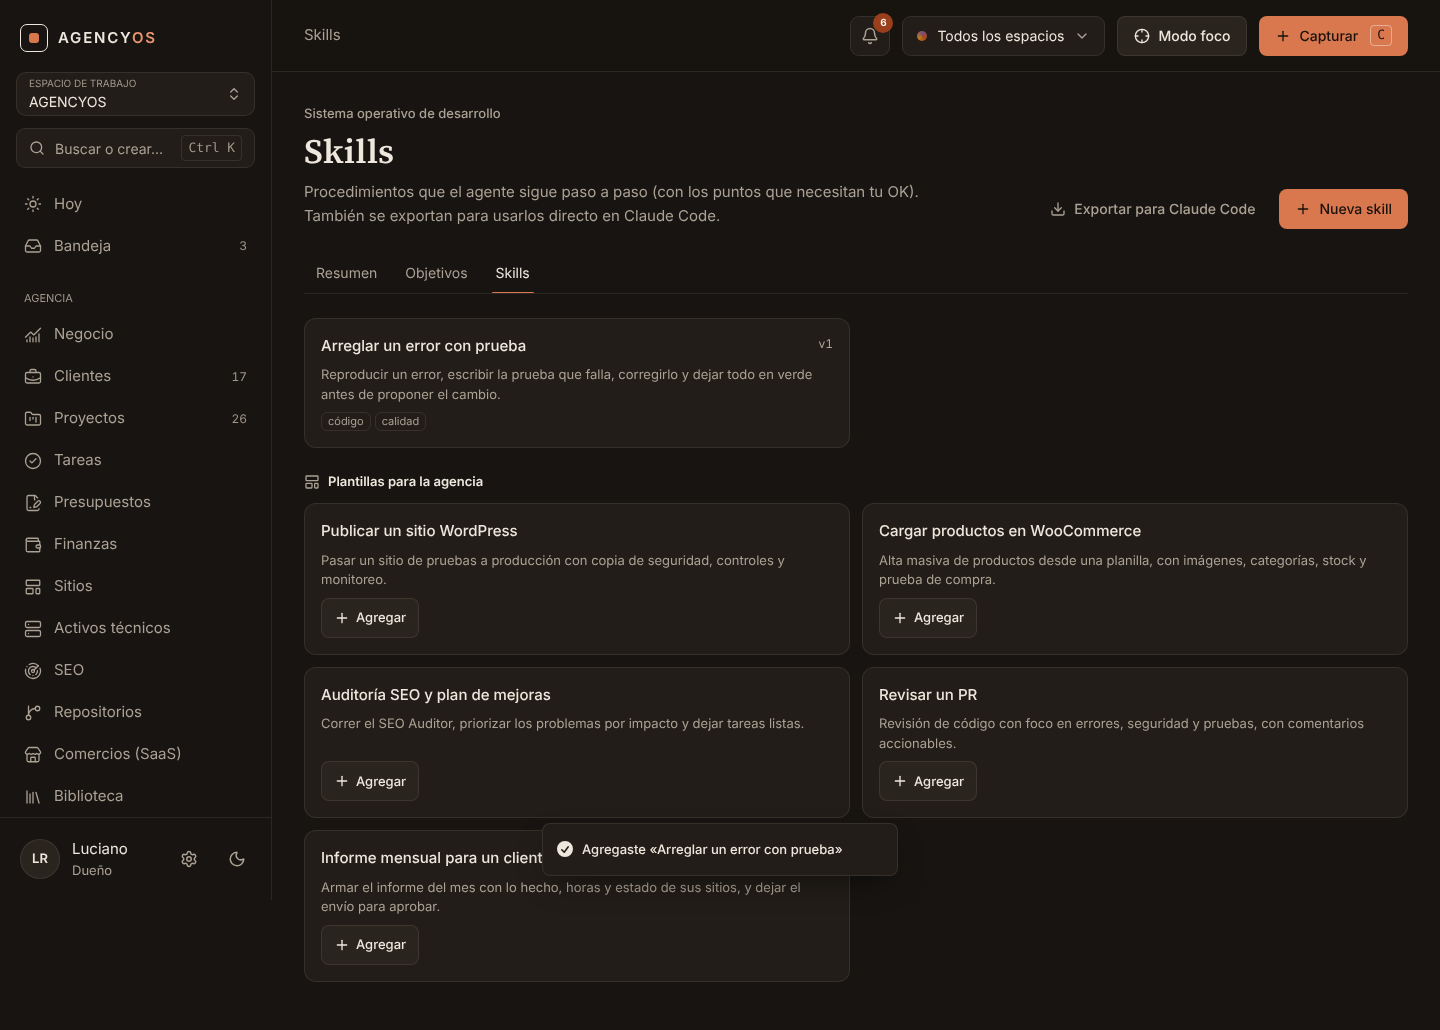 AGENCYOS
ESPACIO DE TRABAJO
AGENCYOS
Buscar o crear... Ctrl K
Hoy
Bandeja 3
AGENCIA
Negocio
Clientes 17
Proyectos 26
Tareas
Presupuestos
Finanzas
Sitios
Activos técnicos
SEO
Repositorios
Comercios (SaaS)
Biblioteca
LR
Luciano
Dueño
Skills
6
Todos los espacios
Modo foco
Capturar C
Sistema operativo de desarrollo
Skills
Procedimientos que el agente sigue paso a paso (con los puntos que necesitan tu OK).
También se exportan para usarlos directo en Claude Code.
Exportar para Claude Code
Nueva skill
Resumen Objetivos Skills
Arreglar un error con prueba v1
Reproducir un error, escribir la prueba que falla, corregirlo y dejar todo en verde
antes de proponer el cambio.
código calidad
Plantillas para la agencia
Publicar un sitio WordPress
Pasar un sitio de pruebas a producción con copia de seguridad, controles y
monitoreo.
Agregar
Cargar productos en WooCommerce
Alta masiva de productos desde una planilla, con imágenes, categorías, stock y
prueba de compra.
Agregar
Auditoría SEO y plan de mejoras
Correr el SEO Auditor, priorizar los problemas por impacto y dejar tareas listas.
Agregar
Revisar un PR
Revisión de código con foco en errores, seguridad y pruebas, con comentarios
accionables.
Agregar
Informe mensual para un client
Armar el informe del mes con lo hecho, horas y estado de sus sitios, y dejar el
envío para aprobar.
Agregar
Agregaste «Arreglar un error con prueba»